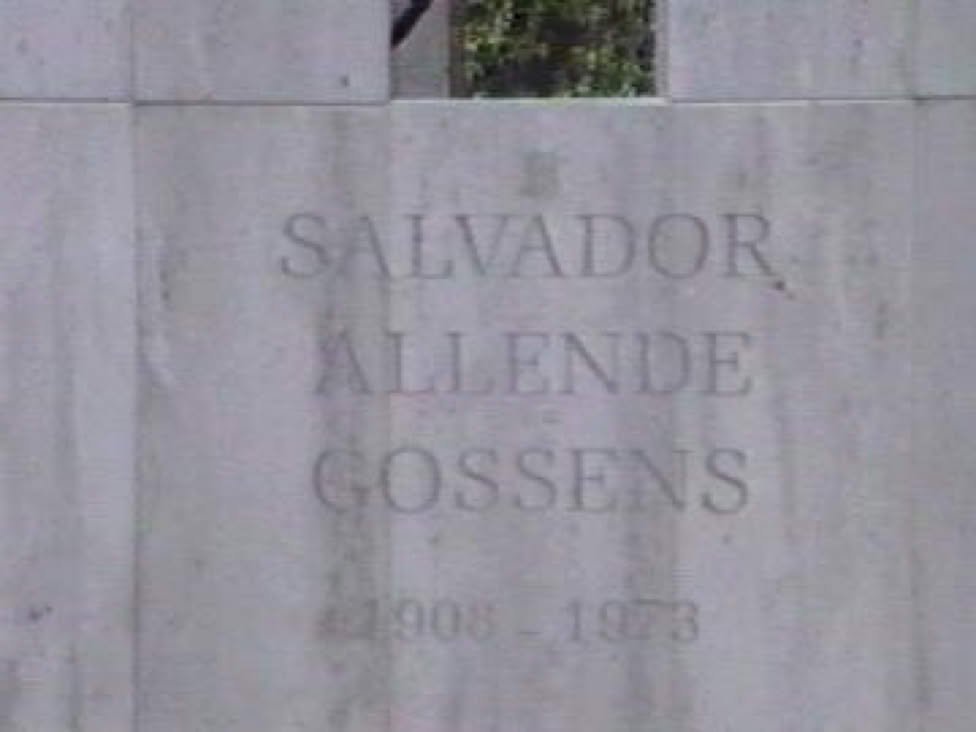 SALVADOR
ALLENDE
GOSSENS
1908 - 1973